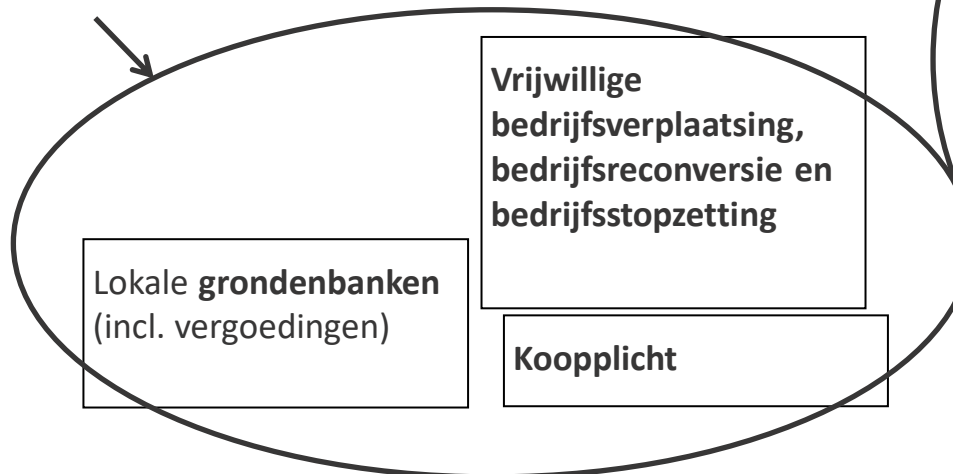 Vrijwillige
bedrijfsverplaatsing,
bedrijfsreconversie en
bedrijfsstopzetting
Lokale grondenbanken
(incl. vergoedingen)
Koopplicht